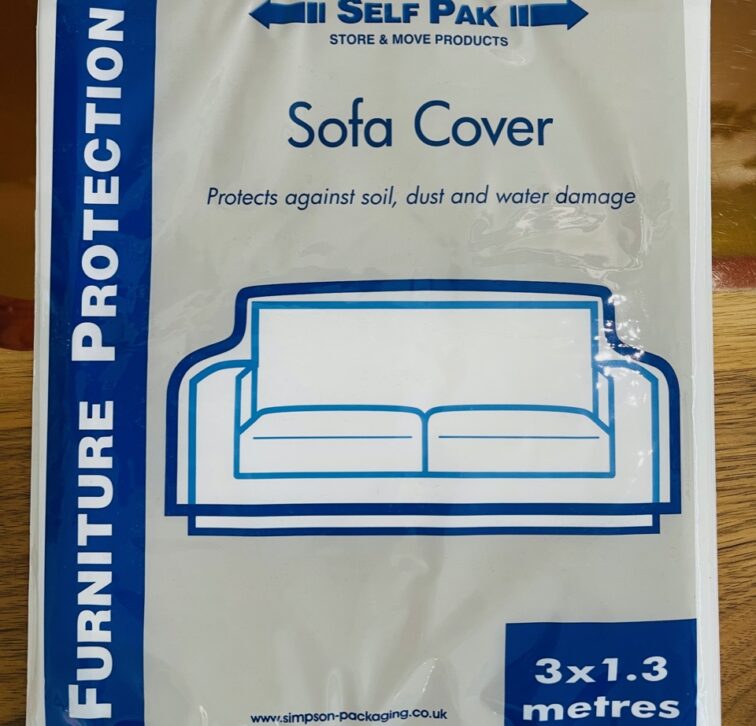 SELF PAK
STORE & MOVE PRODUCTS
Sofa Cover
Protects against soil, dust and water damage
FURNITURE PROTECTION
3x1.3
metres
www.simpson-packaging.co.uk